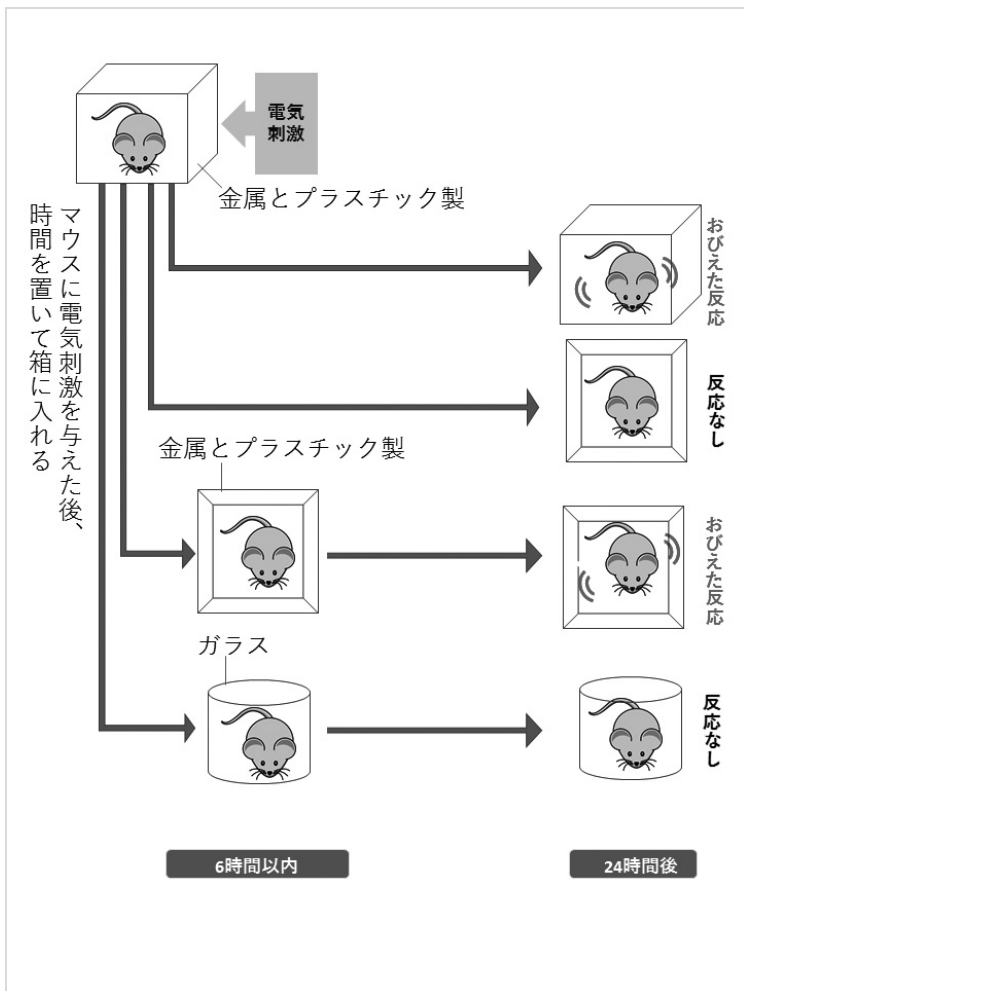 電気
刺激
金属とプラスチック製
マウスに電気刺激を与えた後、
時間を置いて箱に入れる
おびえた反応
反応なし
金属とプラスチック製
おびえた反応
ガラス
反応なし
6時間以内
24時間後